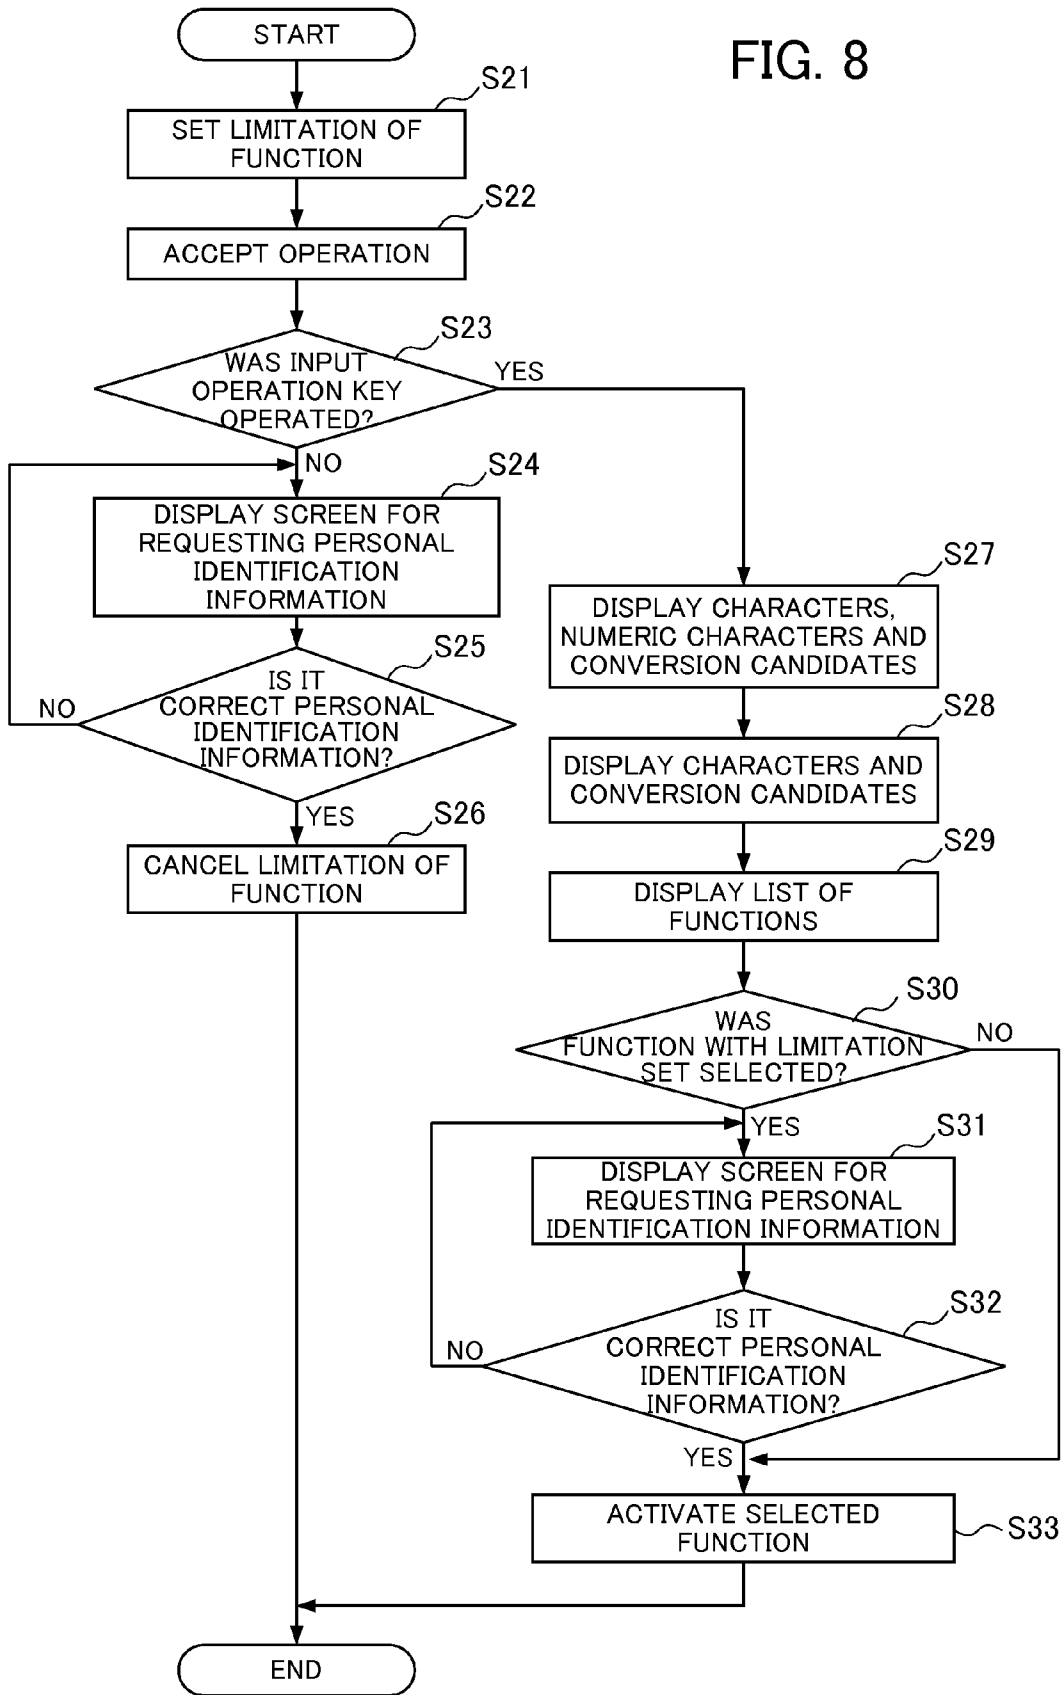 FIG. 8
START
S21
SET LIMITATION OF
FUNCTION
S22
ACCEPT OPERATION
S23
WAS INPUT
OPERATION KEY
OPERATED?
YES
NO
S24
DISPLAY SCREEN FOR
REQUESTING PERSONAL
IDENTIFICATION
INFORMATION
S25
IS IT
CORRECT PERSONAL
IDENTIFICATION
INFORMATION?
NO
YES
S26
CANCEL LIMITATION OF
FUNCTION
S27
DISPLAY CHARACTERS,
NUMERIC CHARACTERS AND
CONVERSION CANDIDATES
S28
DISPLAY CHARACTERS AND
CONVERSION CANDIDATES
S29
DISPLAY LIST OF
FUNCTIONS
S30
WAS
FUNCTION WITH LIMITATION
SET SELECTED?
NO
YES
S31
DISPLAY SCREEN FOR
REQUESTING PERSONAL
IDENTIFICATION INFORMATION
S32
IS IT
CORRECT PERSONAL
IDENTIFICATION
INFORMATION?
NO
YES
ACTIVATE SELECTED
FUNCTION
S33
END